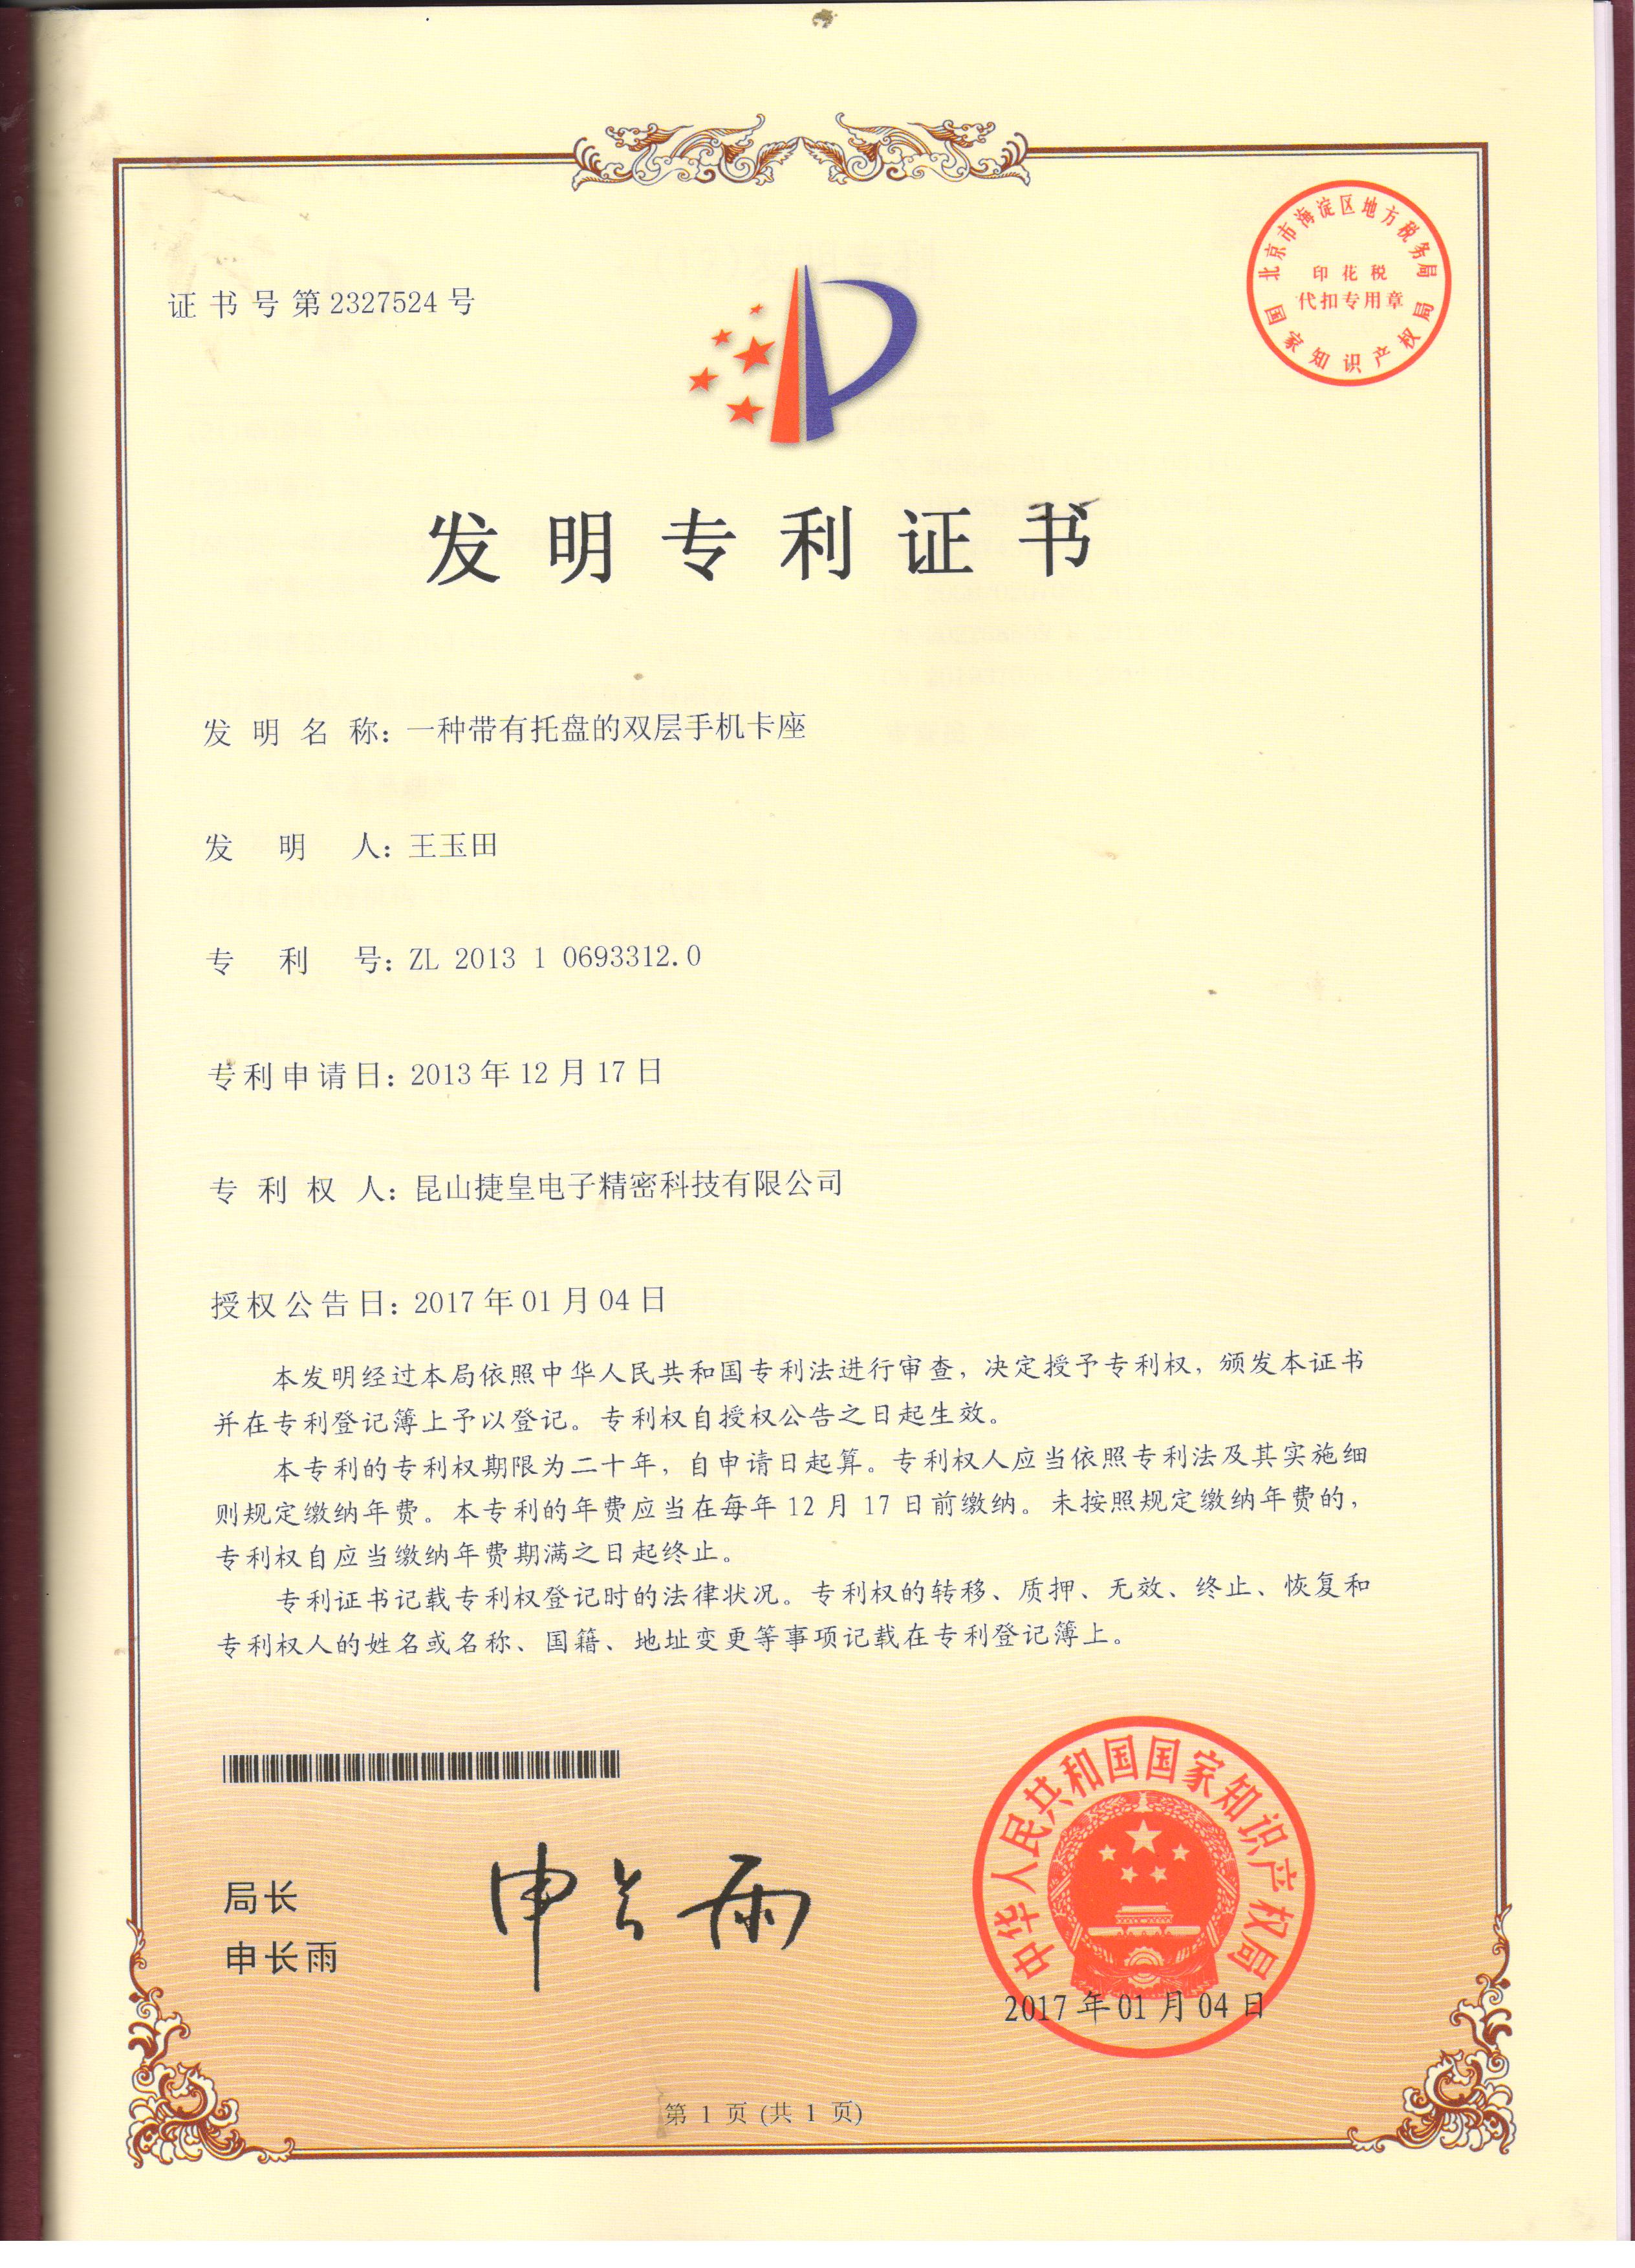 证书号第2327524号
北京市海淀区地方税务局
印花税
代扣专用章
国家知识产权局
发明专利证书
发明名称：一种带有托盘的双层手机卡座
发明人：王玉田
专利号：ZL 2013 1 0693312.0
专利申请日：2013年12月17日
专利权人：昆山捷皇电子精密科技有限公司
授权公告日：2017年01月04日
本发明经过本局依照中华人民共和国专利法进行审查，决定授予专利权，颁发本证书
并在专利登记簿上予以登记。专利权自授权公告之日起生效。
本专利的专利权期限为二十年，自申请日起算。专利权人应当依照专利法及其实施细
则规定缴纳年费。本专利的年费应当在每年12月17日前缴纳。未按照规定缴纳年费的，
专利权自应当缴纳年费期满之日起终止。
专利证书记载专利权登记时的法律状况。专利权的转移、质押、无效、终止、恢复和
专利权人的姓名或名称、国籍、地址变更等事项记载在专利登记簿上。
局长
申长雨
申长雨
中华人民共和国国家知识产权局
2017年01月04日
第 1 页 (共 1 页)